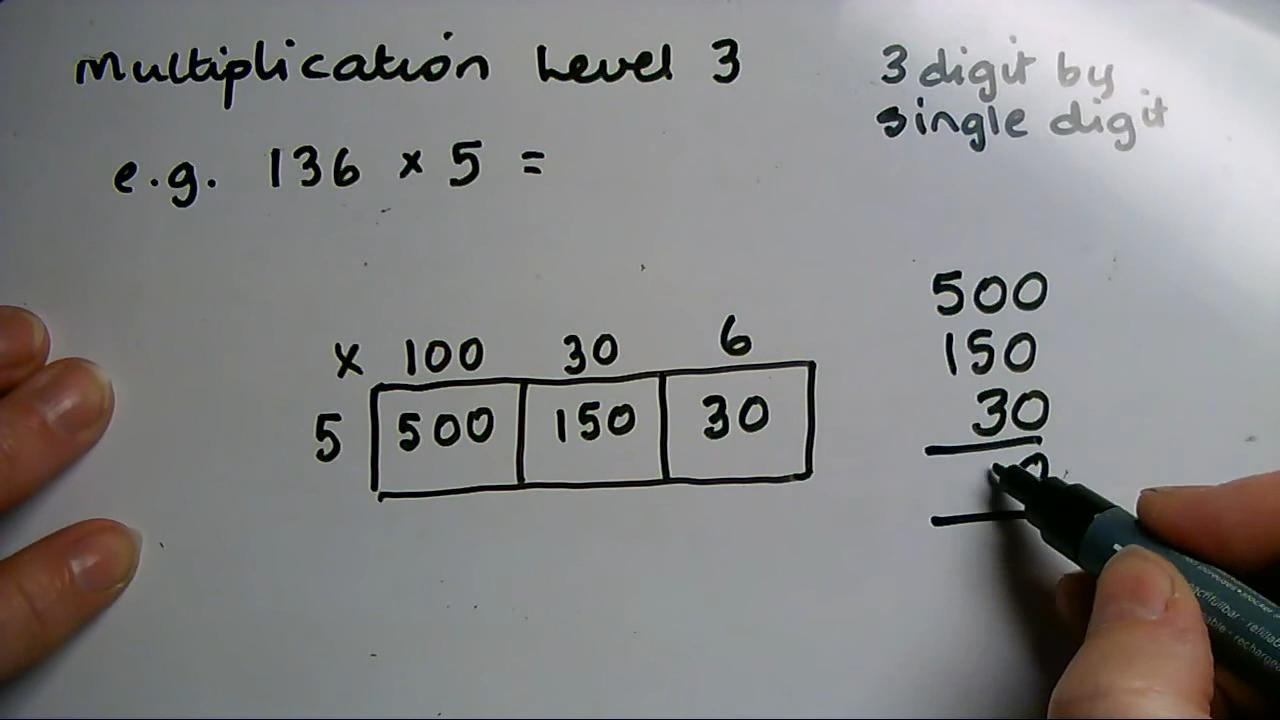 Multiplication Level 3
3 digit by
single digit
e.g. 136 × 5 =
500
150
30
0
× 100 30 6
5 500 150 30